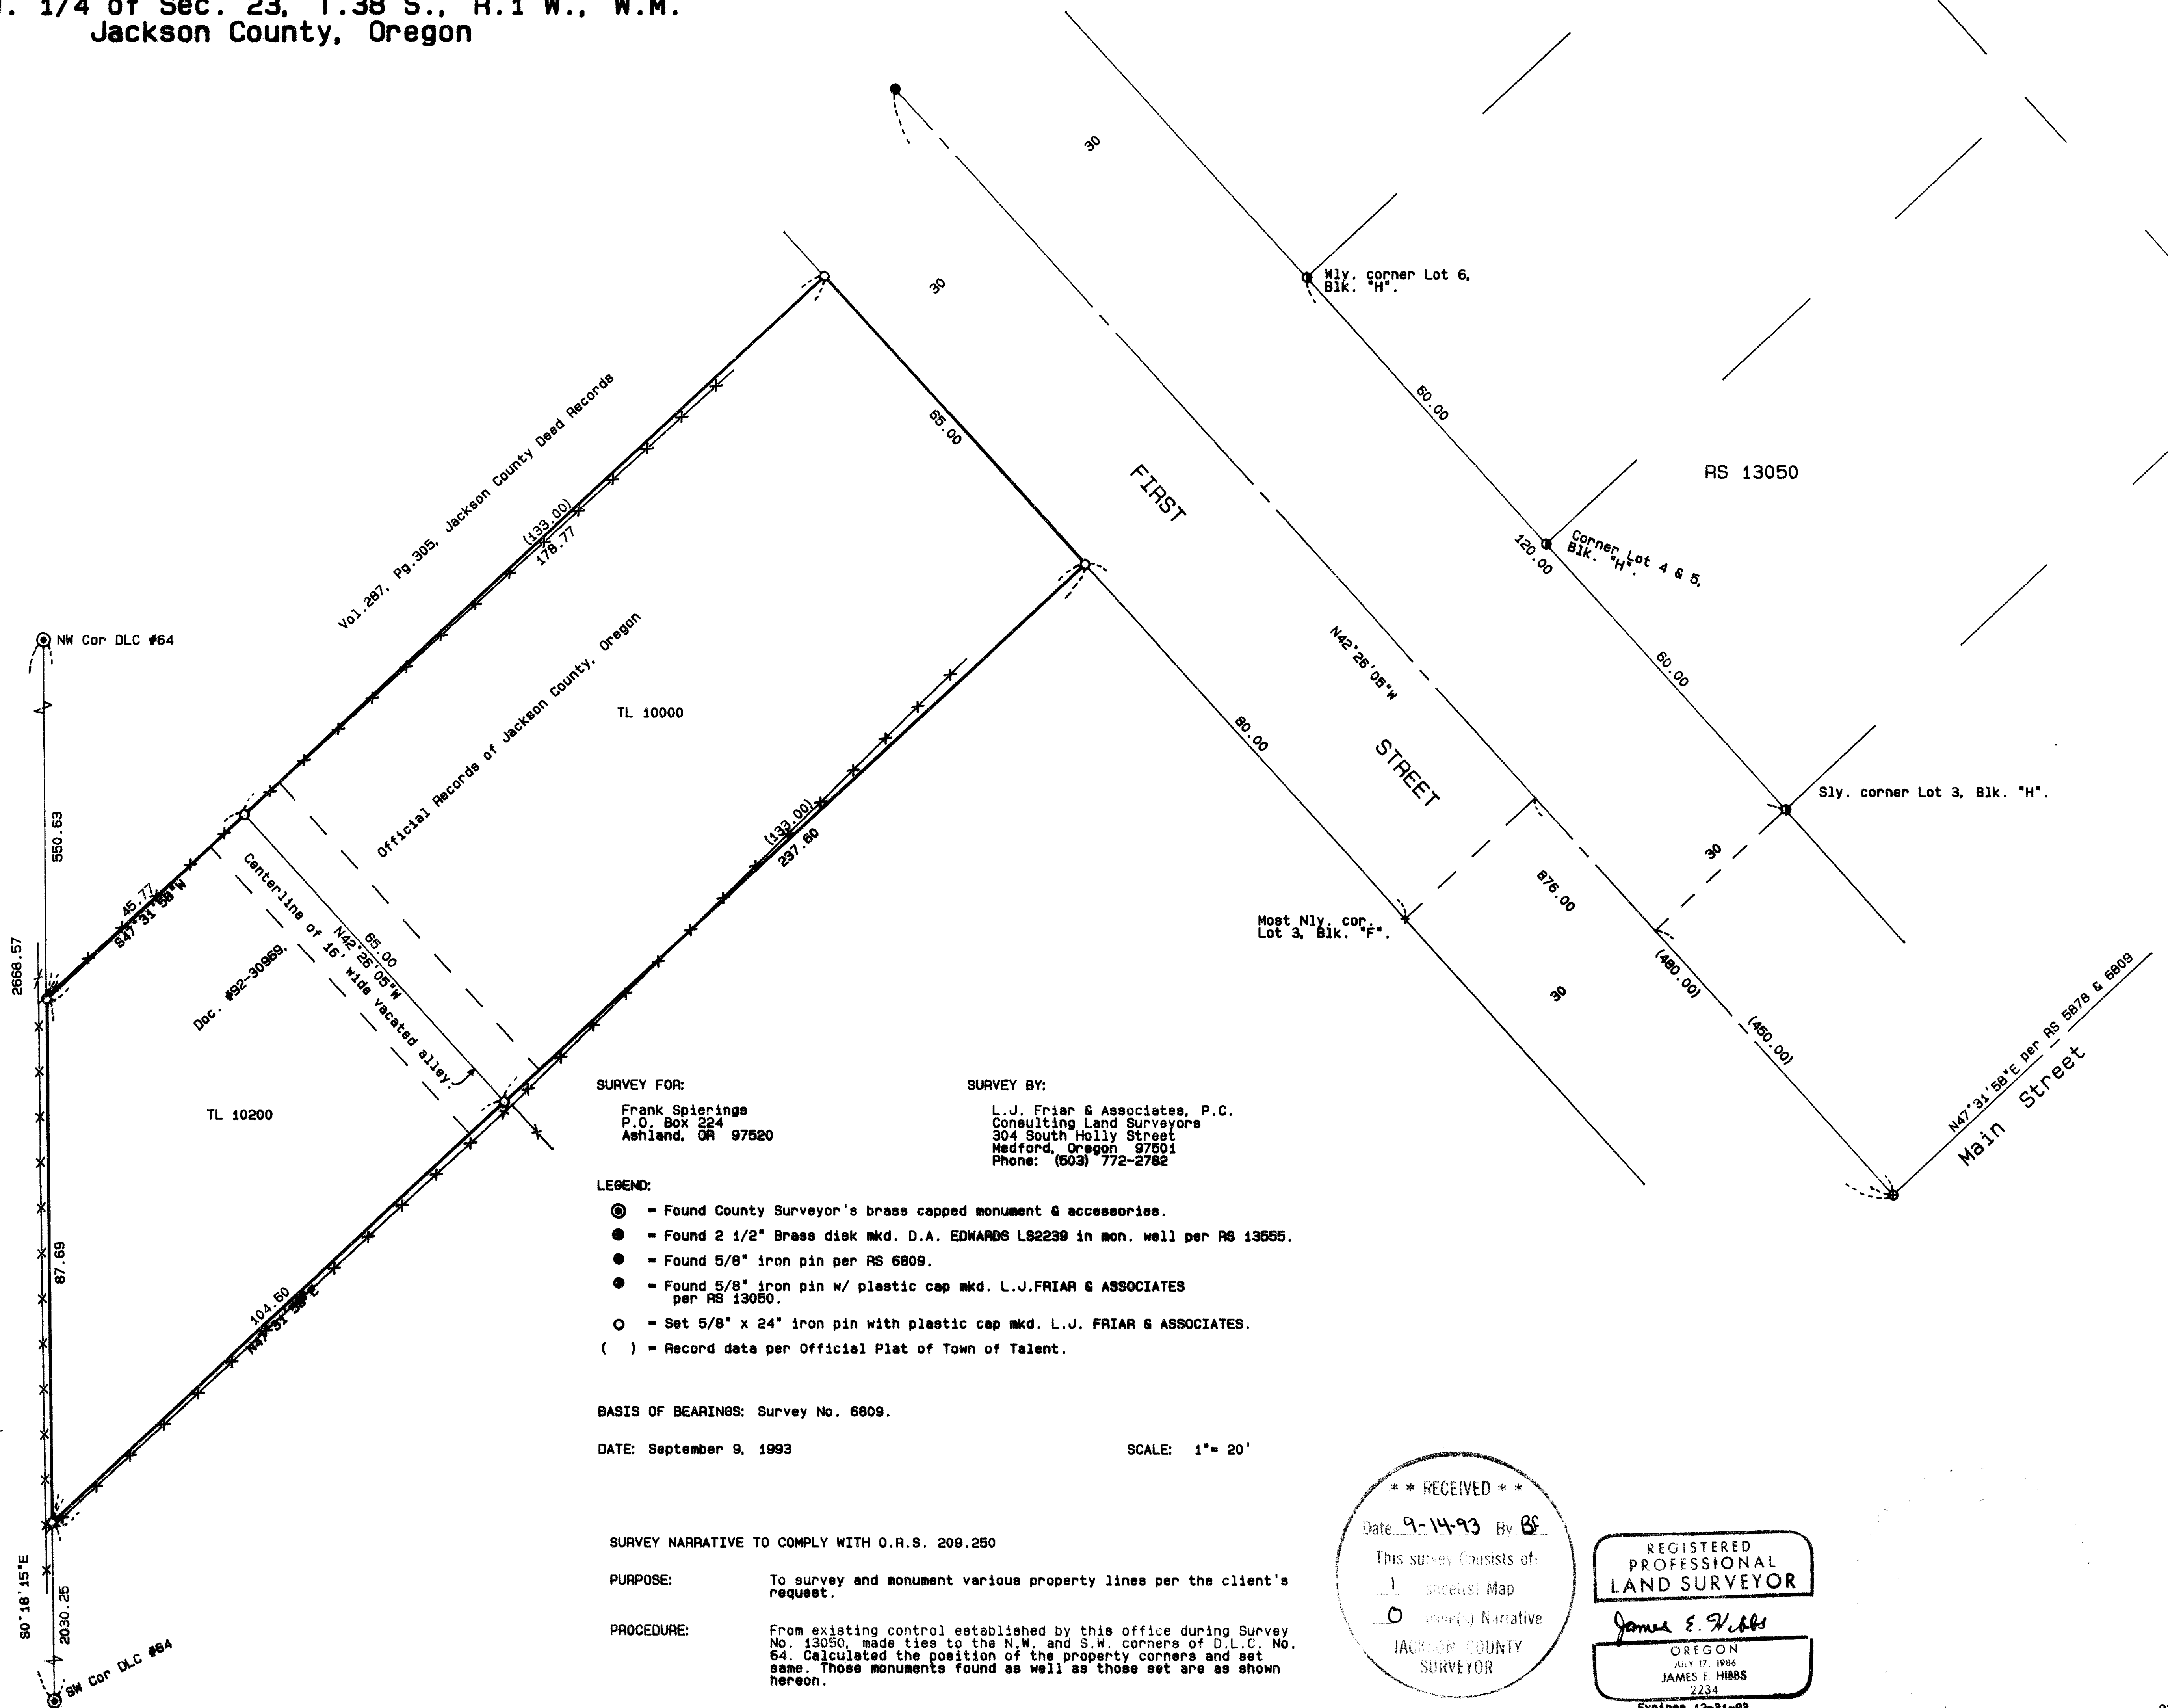 1/4 of Sec. 23, T.38 S., R.1 W., W.M.
Jackson County, Oregon
30
30
Wly. corner Lot 6,
Blk. "H".
60.00
RS 13050
65.00
FIRST
Vol.287, Pg.305, Jackson County Deed Records
(133.00)
178.77
120.00
Corner Lot 4 & 5,
Blk. "H".
NW Cor DLC #64
Official Records of Jackson County, Oregon
TL 10000
N42°26'05"W
60.00
80.00
STREET
Sly. corner Lot 3, Blk. "H".
550.63
(133.00)
237.60
30
876.00
45.77
S47°31'58"W
Centerline of 16' wide vacated alley.
65.00
N42°26'05"W
Most Nly. cor.
Lot 3, Blk. "F".
2668.57
Doc. #92-30969,
(480.00)
30
(450.00)
N47°31'58"E per RS 5878 & 6809
Main Street
TL 10200
SURVEY FOR:
Frank Spierings
P.O. Box 224
Ashland, OR 97520
SURVEY BY:
L.J. Friar & Associates, P.C.
Consulting Land Surveyors
304 South Holly Street
Medford, Oregon 97501
Phone: (503) 772-2782
LEGEND:
= Found County Surveyor's brass capped monument & accessories.
= Found 2 1/2" Brass disk mkd. D.A. EDWARDS LS2239 in mon. well per RS 13555.
= Found 5/8" iron pin per RS 6809.
= Found 5/8" iron pin w/ plastic cap mkd. L.J.FRIAR & ASSOCIATES
per RS 13050.
= Set 5/8" x 24" iron pin with plastic cap mkd. L.J. FRIAR & ASSOCIATES.
( ) = Record data per Official Plat of Town of Talent.
87.69
104.60
N47°31'58"E
BASIS OF BEARINGS: Survey No. 6809.
DATE: September 9, 1993
SCALE: 1"= 20'
SURVEY NARRATIVE TO COMPLY WITH O.R.S. 209.250
PURPOSE: To survey and monument various property lines per the client's
request.
PROCEDURE: From existing control established by this office during Survey
No. 13050, made ties to the N.W. and S.W. corners of D.L.C. No.
64. Calculated the position of the property corners and set
same. Those monuments found as well as those set are as shown
hereon.
S0°18'15"E
2030.25
SW Cor DLC #64
* * RECEIVED * *
Date 9-14-93 By BF
This survey Consists of:
1 sheet(s) Map
0 page(s) Narrative
JACKSON COUNTY
SURVEYOR
REGISTERED
PROFESSIONAL
LAND SURVEYOR
James E. Hibbs
OREGON
JULY 17, 1986
JAMES E. HIBBS
2234